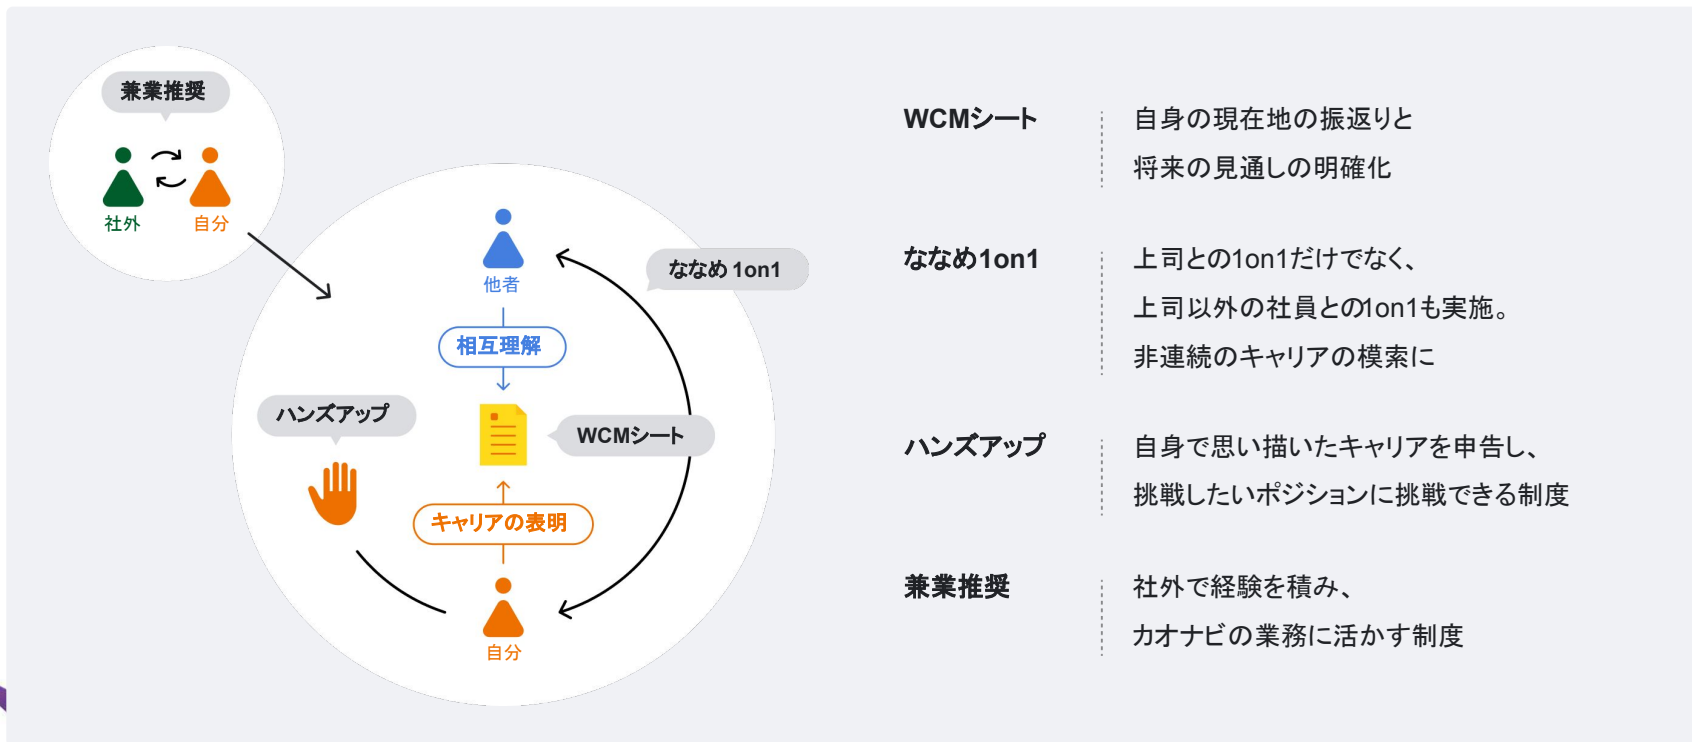 兼業推奨
社外
自分
他者
ななめ 1on1
相互理解
ハンズアップ
WCMシート
キャリアの表明
自分
WCMシート
自身の現在地の振返りと
将来の見通しの明確化
ななめ1on1
上司との1on1だけでなく、
上司以外の社員との1on1も実施。
非連続のキャリアの模索に
ハンズアップ
自身で思い描いたキャリアを申告し、
挑戦したいポジションに挑戦できる制度
兼業推奨
社外で経験を積み、
カオナビの業務に活かす制度